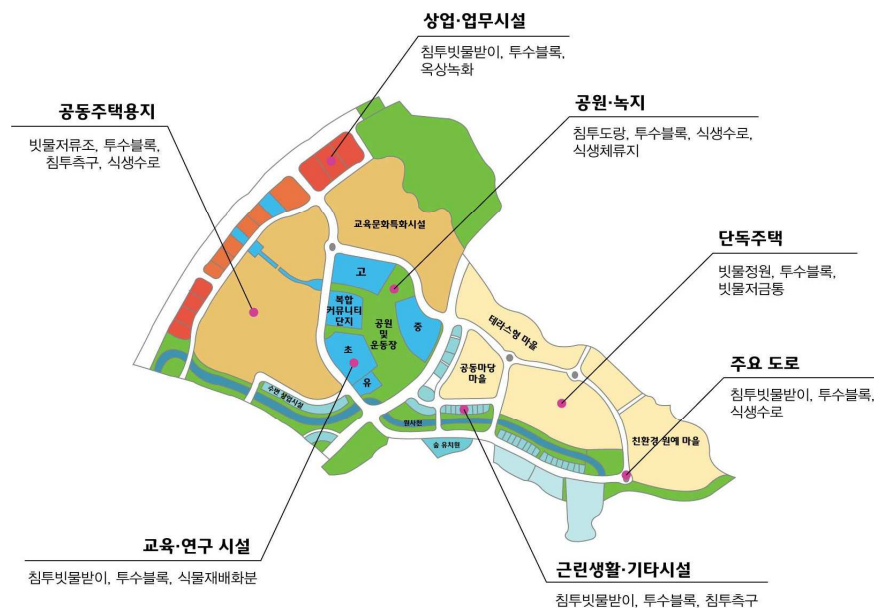 상업·업무시설
침투빗물받이, 투수블록,
옥상녹화
공원·녹지
침투도랑, 투수블록, 식생수로,
식생체류지
공동주택용지
빗물저류조, 투수블록,
침투측구, 식생수로
단독주택
빗물정원, 투수블록,
빗물저금통
주요 도로
침투빗물받이, 투수블록,
식생수로
교육문화특화시설
고
복합
커뮤니티
단지
공원
및
운동장
중
초
유
테라스형 마을
공동마당
마을
수변 창업시설
친환경 원예 마을
교육·연구 시설
침투빗물받이, 투수블록, 식물재배화분
근린생활·기타시설
침투빗물받이, 투수블록, 침투측구